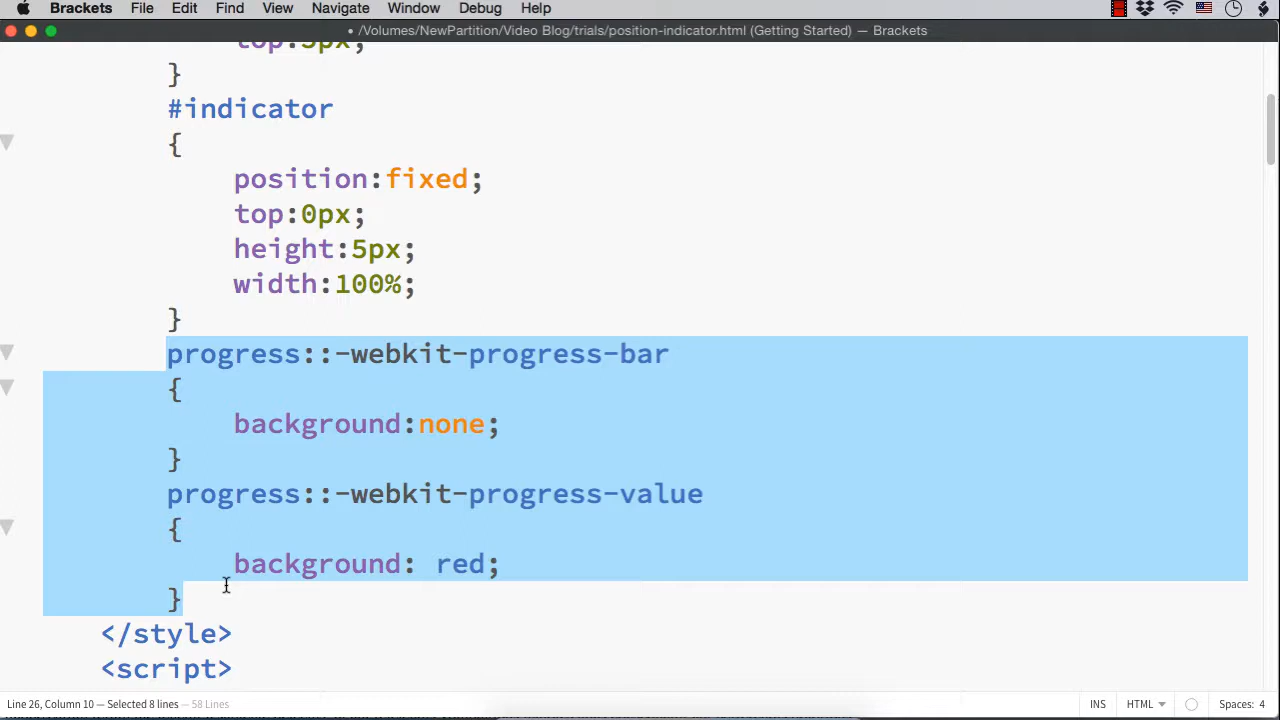 Brackets File Edit Find View Navigate Window Debug Help
• /Volumes/NewPartition/Video Blog/trials/position-indicator.html (Getting Started) — Brackets
top:5px;
}
#indicator
{
position:fixed;
top:0px;
height:5px;
width:100%;
}
progress::-webkit-progress-bar
{
background:none;
}
progress::-webkit-progress-value
{
background: red;
}
</style>
<script>
Line 26, Column 10 — Selected 8 lines — 58 Lines INS HTML Spaces: 4